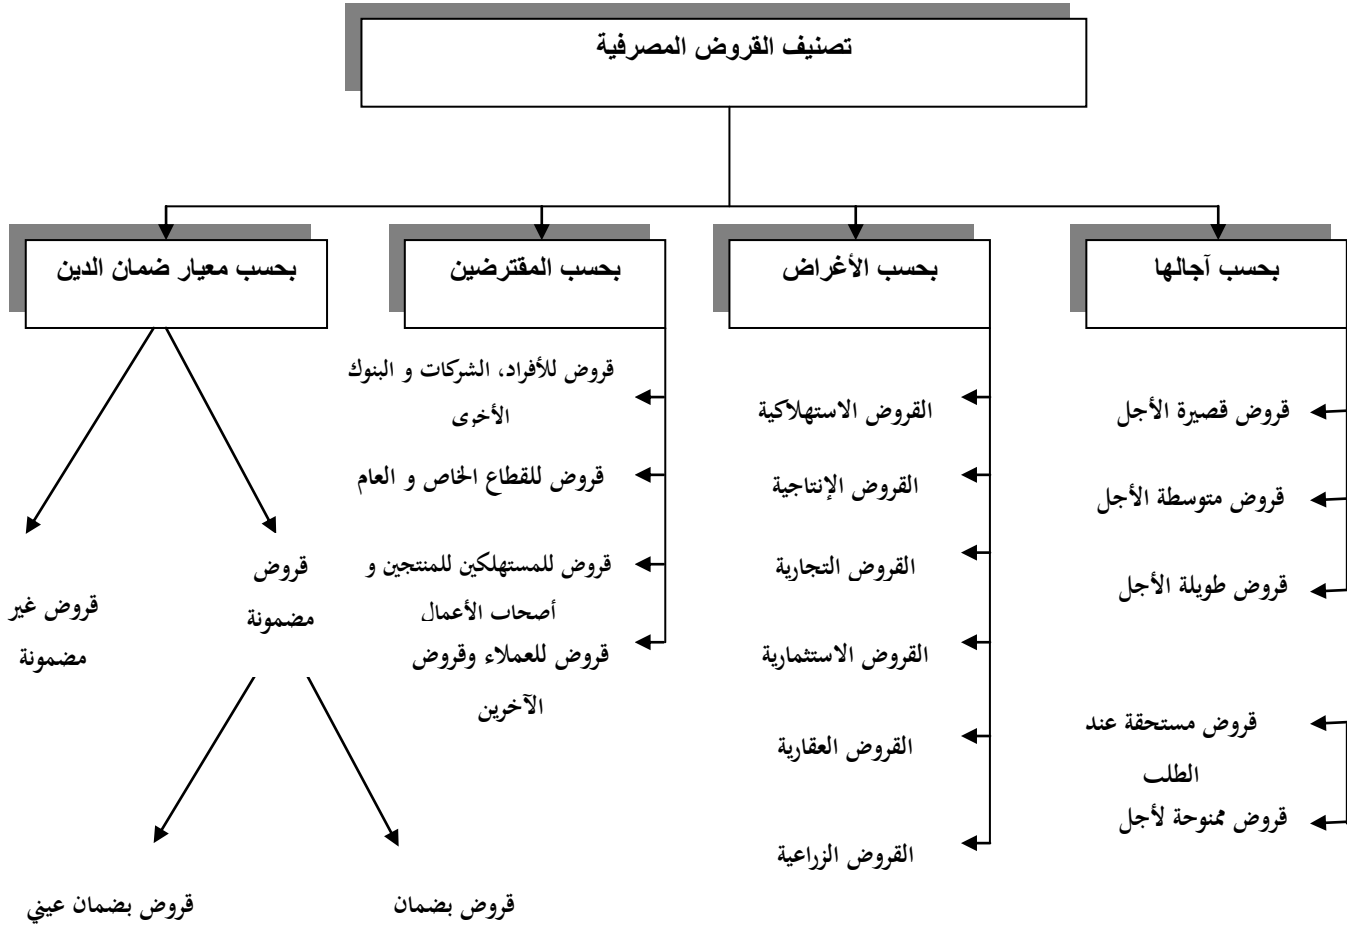 تصنيف القروض المصرفية
بحسب آجالها
بحسب الأغراض
بحسب المقترضين
بحسب معيار ضمان الدين
قروض قصيرة الأجل
قروض متوسطة الأجل
قروض طويلة الأجل
قروض مستحقة عند
الطلب
قروض ممنوحة لأجل
القروض الاستهلاكية
القروض الإنتاجية
القروض التجارية
القروض الاستثمارية
القروض العقارية
القروض الزراعية
قروض للأفراد، الشركات و البنوك
الأخرى
قروض للقطاع الخاص و العام
قروض للمستهلكين للمنتجين و
أصحاب الأعمال
قروض للعملاء وقروض
الآخرين
قروض
مضمونة
قروض غير
مضمونة
قروض بضمان
قروض بضمان عيني